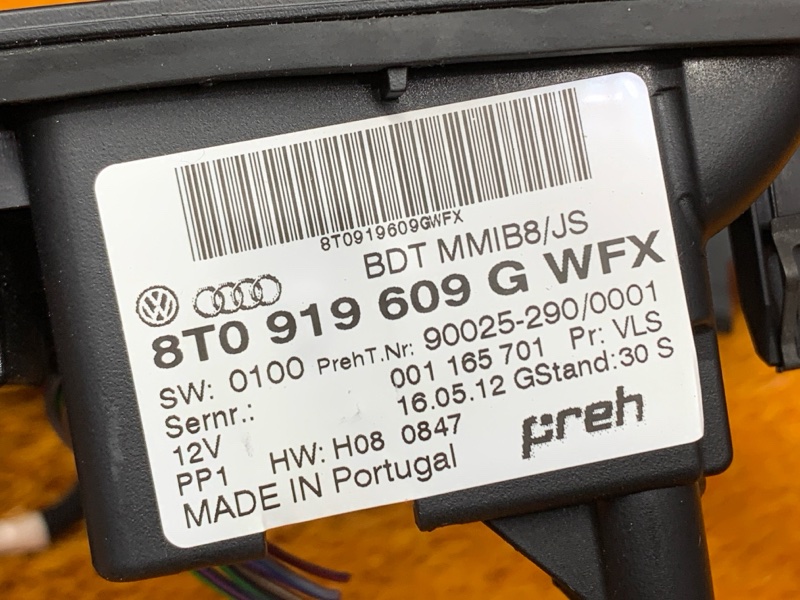 8T0919609GWFX
BDT MMIB8/JS
8T0 919 609 G WFX
SW: 0100 PrehT.Nr: 90025-290/0001
Sernr.: 001 165 701 Pr: VLS
12V 16.05.12 GStand:30 S
PP1 HW: H08 0847
MADE IN Portugal
preh